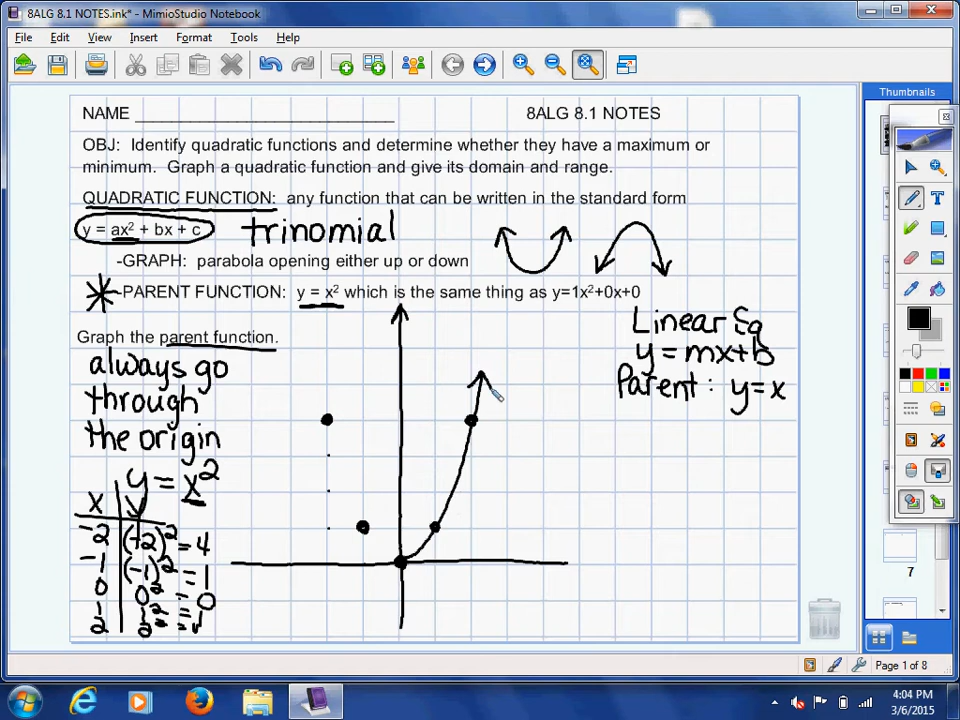 8ALG 8.1 NOTES.ink* - MimioStudio Notebook
File Edit View Insert Format Tools Help
Thumbnails
NAME ____________________________ 8ALG 8.1 NOTES
OBJ: Identify quadratic functions and determine whether they have a maximum or
minimum. Graph a quadratic function and give its domain and range.
QUADRATIC FUNCTION: any function that can be written in the standard form
y = ax² + bx + c trinomial
-GRAPH: parabola opening either up or down
-PARENT FUNCTION: y = x² which is the same thing as y=1x²+0x+0
Graph the parent function.
always go
through
the origin
y = x²
x y
-2 (-2)² = 4
-1 (-1)² = 1
0 0² = 0
1 1² =
2 2² =
Linear Eq
y = mx+b
Parent: y=x
7
Page 1 of 8
4:04 PM
3/6/2015